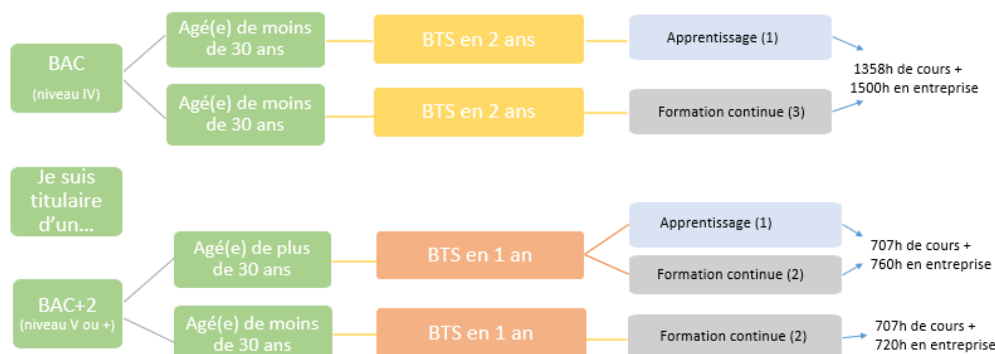 Agé(e) de moins
de 30 ans
BTS en 2 ans
Apprentissage (1)
BAC
(niveau IV)
1358h de cours +
1500h en entreprise
Agé(e) de moins
de 30 ans
BTS en 2 ans
Formation continue (3)
Je suis
titulaire
d'un...
Apprentissage (1)
Agé(e) de plus
de 30 ans
BTS en 1 an
707h de cours +
760h en entreprise
Formation continue (2)
BAC+2
(niveau V ou +)
Agé(e) de moins
de 30 ans
BTS en 1 an
Formation continue (2)
707h de cours +
720h en entreprise